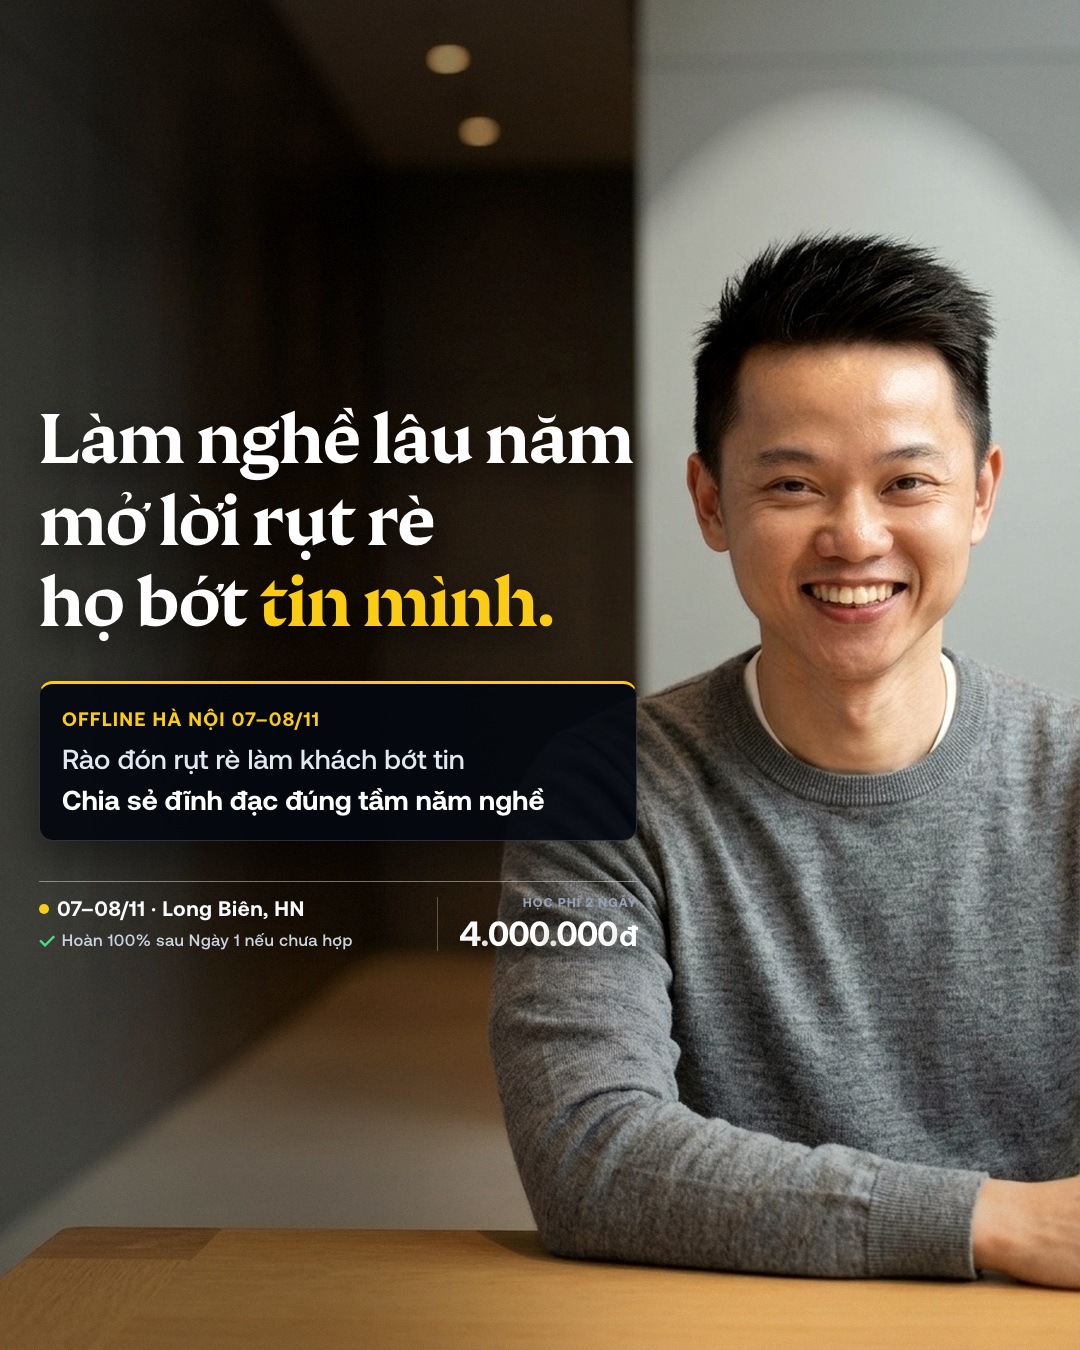 Làm nghề lâu năm
mở lời rụt rè
họ bớt tin mình.
OFFLINE HÀ NỘI 07–08/11
Rào đón rụt rè làm khách bớt tin
Chia sẻ đĩnh đạc đúng tầm năm nghề
07–08/11 · Long Biên, HN
Hoàn 100% sau Ngày 1 nếu chưa hợp
HỌC PHÍ 2 NGÀY
4.000.000đ